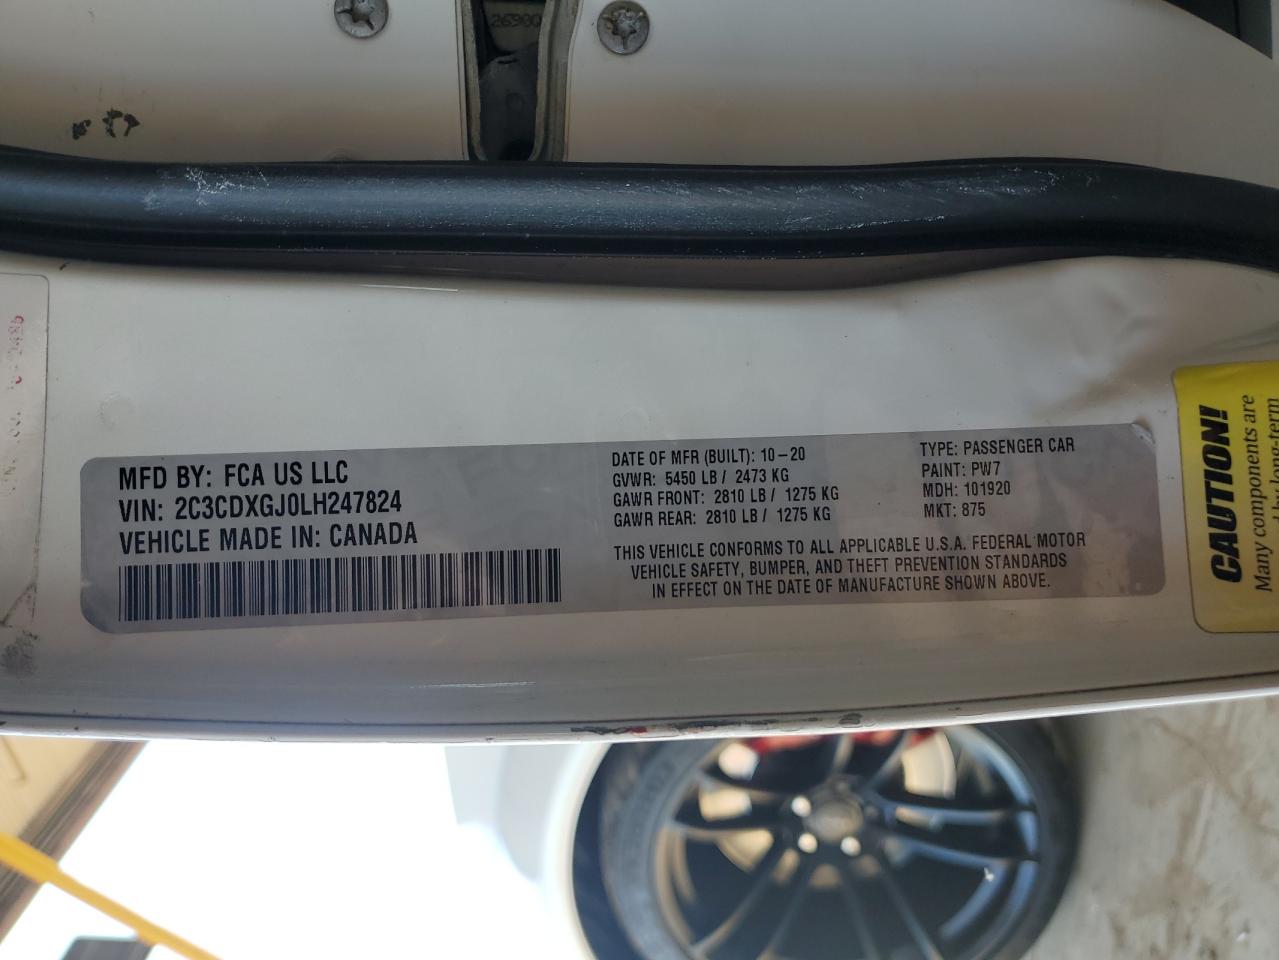 26900
MFD BY: FCA US LLC
VIN: 2C3CDXGJ0LH247824
VEHICLE MADE IN: CANADA
DATE OF MFR (BUILT): 10-20
GVWR: 5450 LB / 2473 KG
GAWR FRONT: 2810 LB / 1275 KG
GAWR REAR: 2810 LB / 1275 KG
TYPE: PASSENGER CAR
PAINT: PW7
MDH: 101920
MKT: 875
THIS VEHICLE CONFORMS TO ALL APPLICABLE U.S.A. FEDERAL MOTOR
VEHICLE SAFETY, BUMPER, AND THEFT PREVENTION STANDARDS
IN EFFECT ON THE DATE OF MANUFACTURE SHOWN ABOVE.
CAUTION!
Many components are
long-term